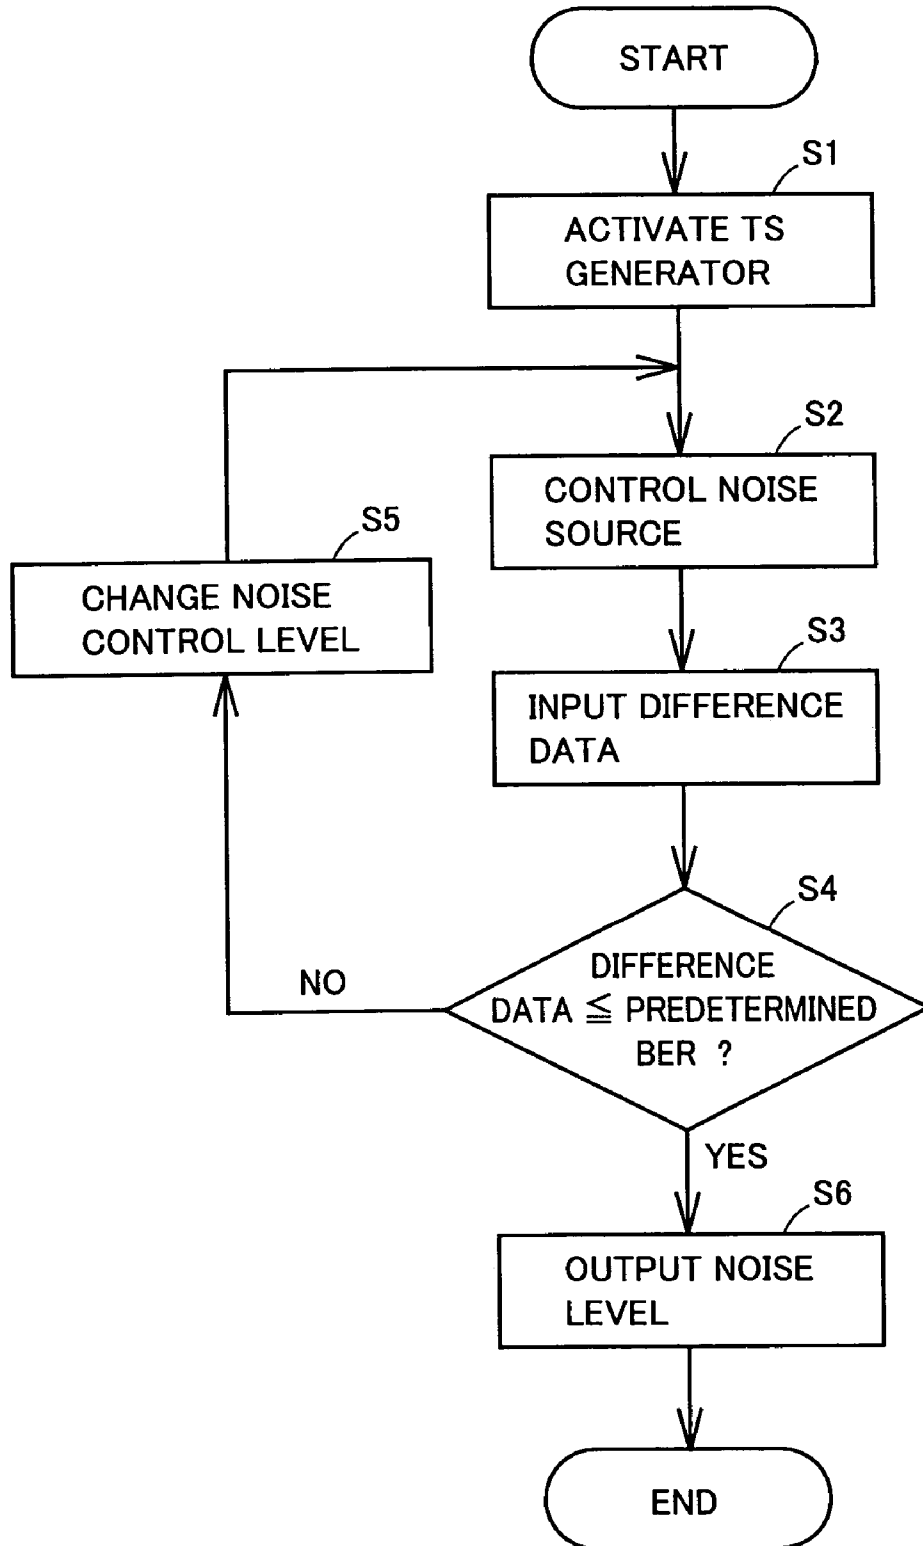 START
S1
ACTIVATE TS
GENERATOR
S2
CONTROL NOISE
SOURCE
S5
CHANGE NOISE
CONTROL LEVEL
S3
INPUT DIFFERENCE
DATA
S4
DIFFERENCE
DATA ≦ PREDETERMINED
BER ?
NO
YES
S6
OUTPUT NOISE
LEVEL
END